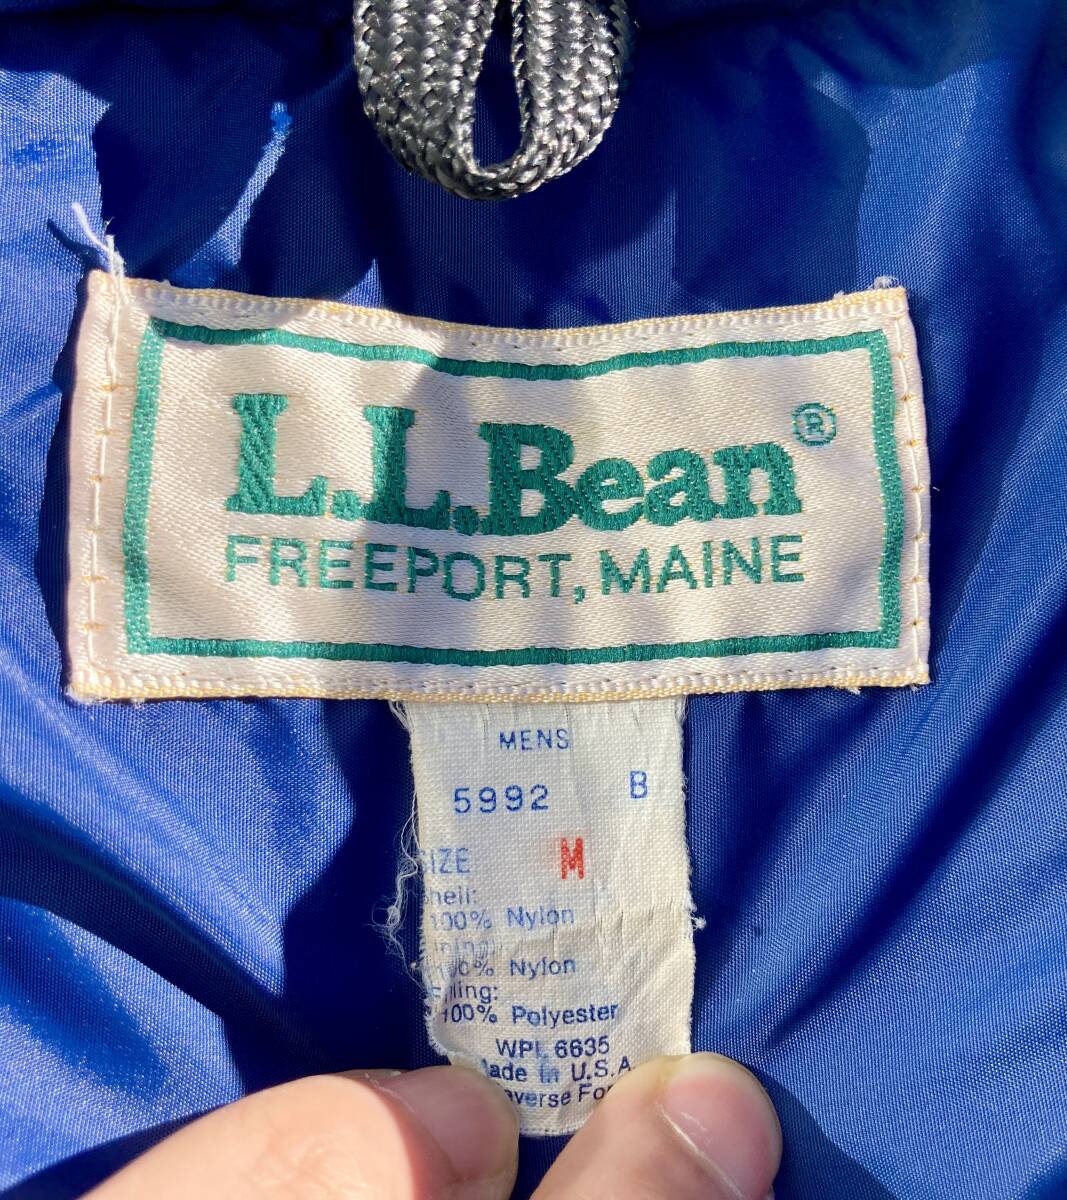 L.L.Bean®
FREEPORT, MAINE
MENS
5992 B
SIZE M
Shell:
100% Nylon
Lining:
100% Nylon
Filling:
100% Polyester
WPL 6635
Made in U.S.A.